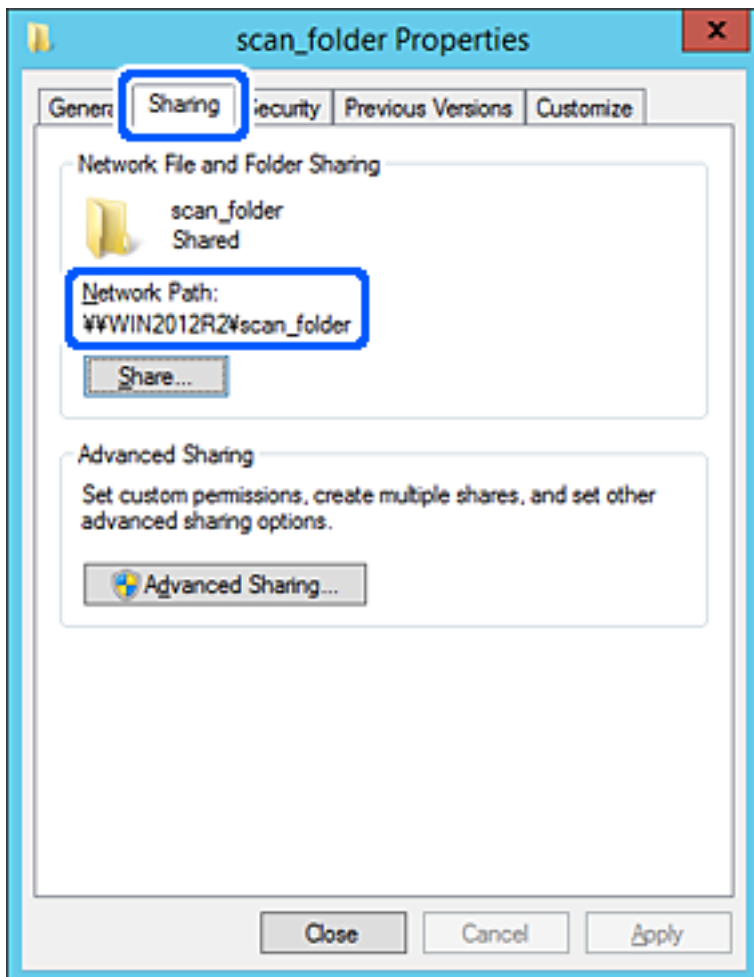 scan_folder Properties
x
Sharing
Previous Versions
Customize
Network File and Folder Sharing
scan_folder
Shared
Network Path:
¥¥WIN2012R2¥scan_folder
Share...
Advanced Sharing
Set custom permissions, create multiple shares, and set other
advanced sharing options.
Advanced Sharing...
Close
Cancel
Apply